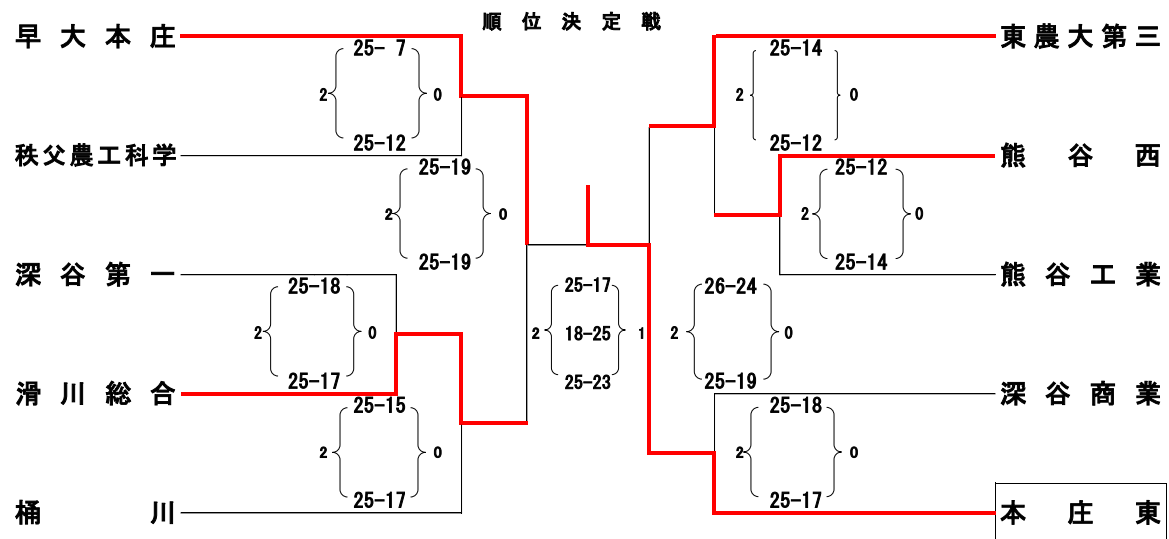 順位決定戦
早大本庄
東農大第三
25- 7
2 0
25-12
25-14
2 0
25-12
秩父農工科学
熊谷西
25-19
2 0
25-19
25-12
2 0
25-14
深谷第一
熊谷工業
25-18
2 0
25-17
25-17
2 18-25 1
25-23
26-24
2 0
25-19
滑川総合
深谷商業
25-15
2 0
25-17
25-18
2 0
25-17
桶川
本庄東